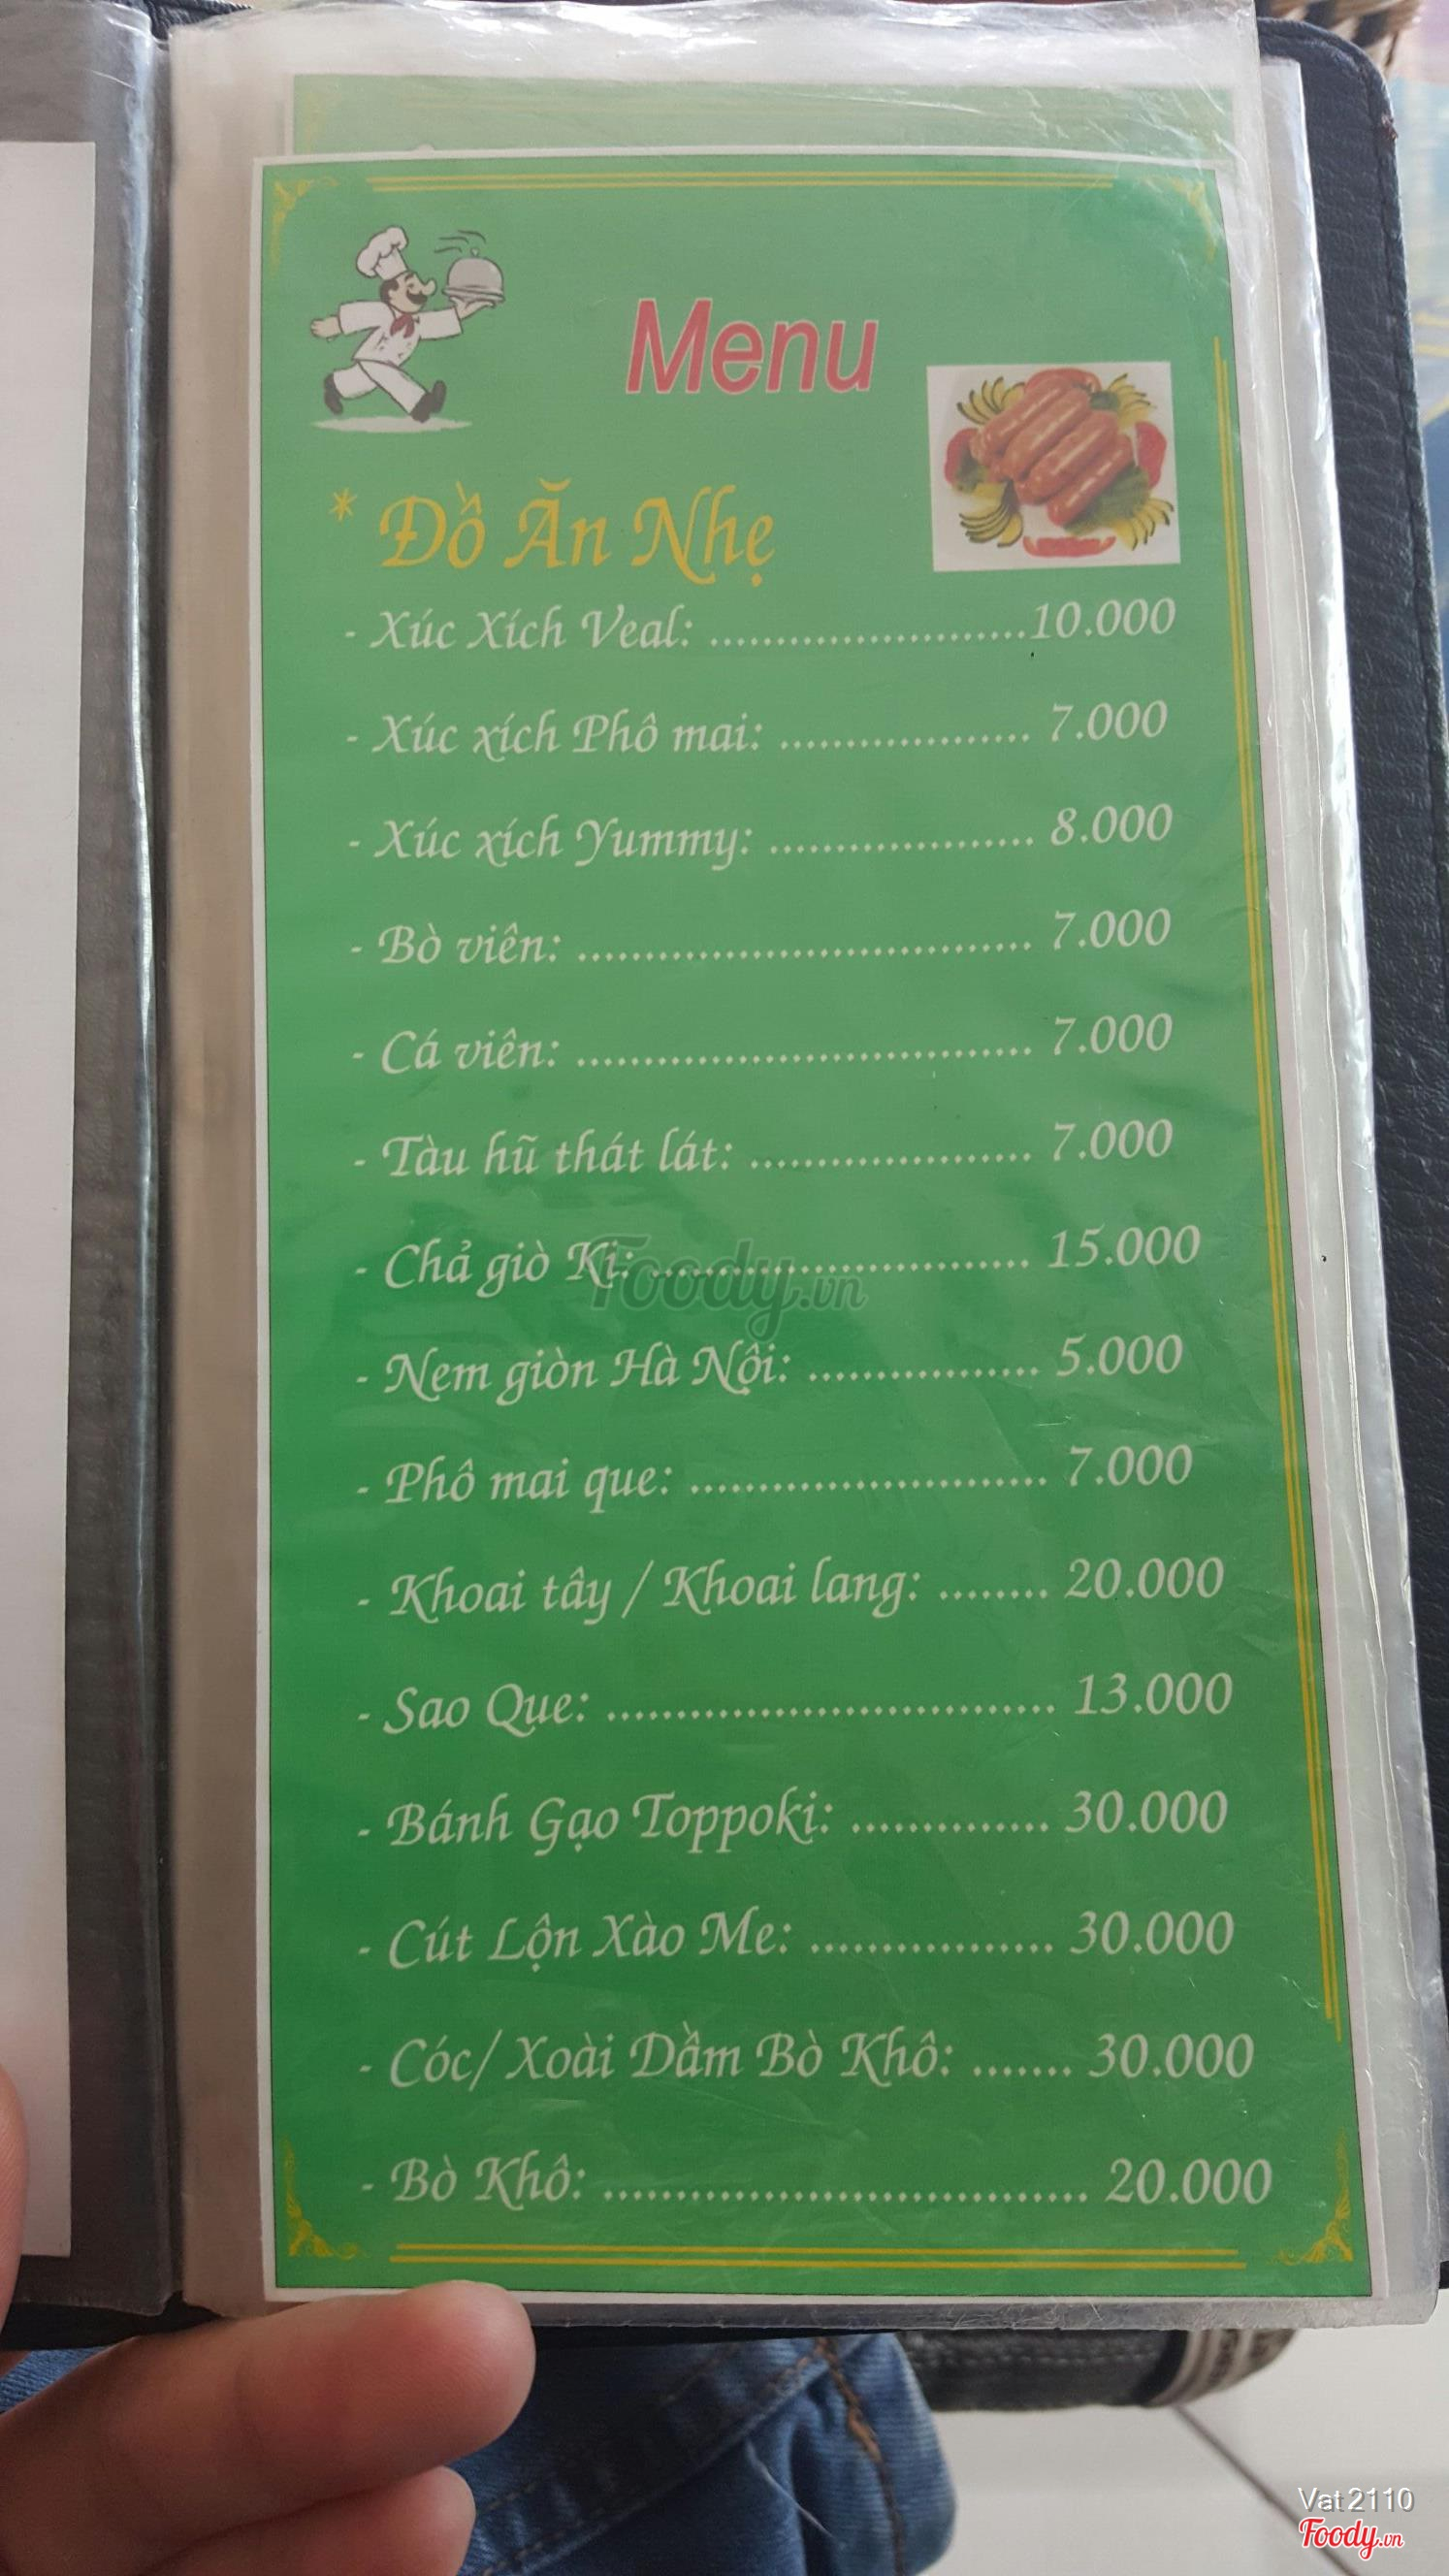 Menu
* Đồ Ăn Nhẹ
- Xúc Xích Veal: ........................10.000
- Xúc xích Phô mai: ................... 7.000
- Xúc xích Yummy: .................... 8.000
- Bò viên: .................................. 7.000
- Cá viên: .................................. 7.000
- Tàu hũ thát lát: ..................... 7.000
- Chả giò Ki: ............................ 15.000
- Nem giòn Hà Nội: ................. 5.000
- Phô mai que: .......................... 7.000
- Khoai tây / Khoai lang: ........ 20.000
- Sao Que: ................................ 13.000
- Bánh Gạo Toppoki: .............. 30.000
- Cút Lộn Xào Me: ................. 30.000
- Cóc/ Xoài Dầm Bò Khô: ....... 30.000
- Bò Khô: ................................. 20.000
Foody.vn
Vat2110
Foody.vn